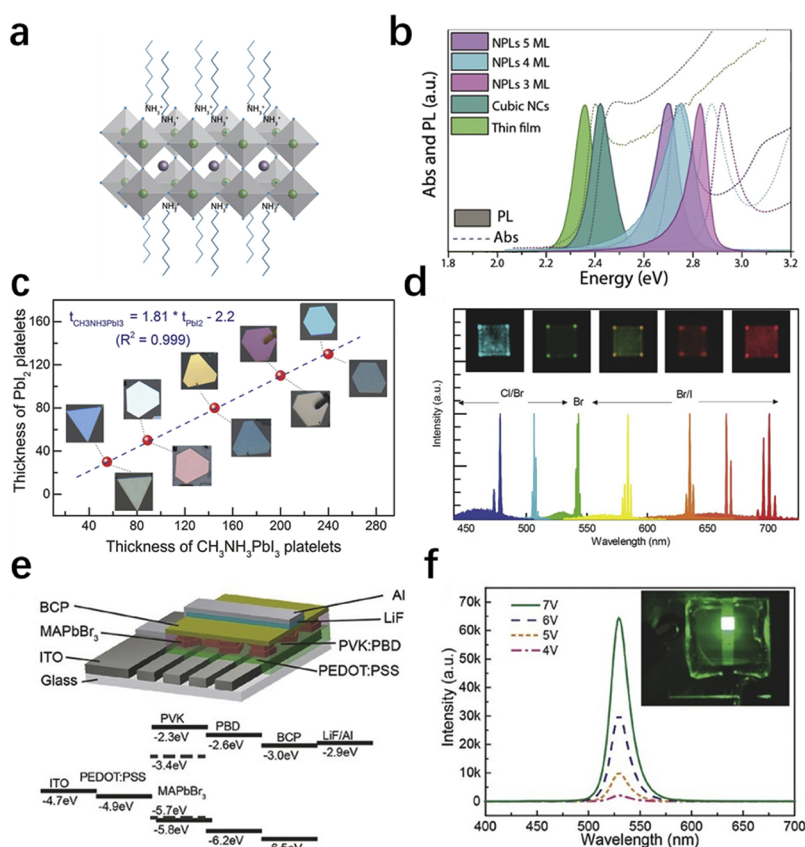 a
NH3+ NH3+ NH3+
NH3+ NH3+ NH3+
b
NPLs 5 ML
NPLs 4 ML
NPLs 3 ML
Cubic NCs
Thin film
PL
Abs
Abs and PL (a.u.)
1.8 2.0 2.2 2.4 2.6 2.8 3.0 3.2
Energy (eV)
c
tCH3NH3PbI3 = 1.81 * tPbI2 - 2.2
(R2 = 0.999)
Thickness of PbI2 platelets
160
120
80
40
0
40 80 120 160 200 240 280
Thickness of CH3NH3PbI3 platelets
d
Cl/Br Br Br/I
Intensity (a.u.)
450 500 550 600 650 700
Wavelength (nm)
e
Al
BCP
LiF
MAPbBr3
PVK:PBD
ITO
PEDOT:PSS
Glass
PVK
-2.3eV
PBD
-2.6eV
BCP
-3.0eV
LiF/Al
-2.9eV
-3.4eV
ITO
-4.7eV
PEDOT:PSS
-4.9eV
MAPbBr3
-5.7eV
-5.8eV
-6.2eV
f
7V
6V
5V
4V
Intensity (a.u.)
70k
60k
50k
40k
30k
20k
10k
0
400 450 500 550 600 650 700
Wavelength (nm)